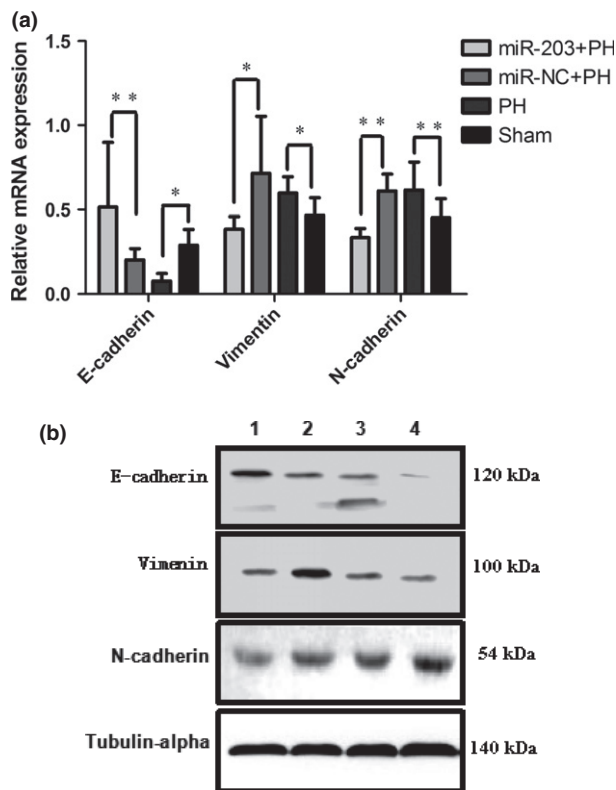 (a)
Relative mRNA expression
1.5
1.0
0.5
0.0
* *
*
*
*
* *
* *
miR-203+PH
miR-NC+PH
PH
Sham
E-cadherin
Vimentin
N-cadherin
(b)
1 2 3 4
E-cadherin 120 kDa
Vimenin 100 kDa
N-cadherin 54 kDa
Tubulin-alpha 140 kDa